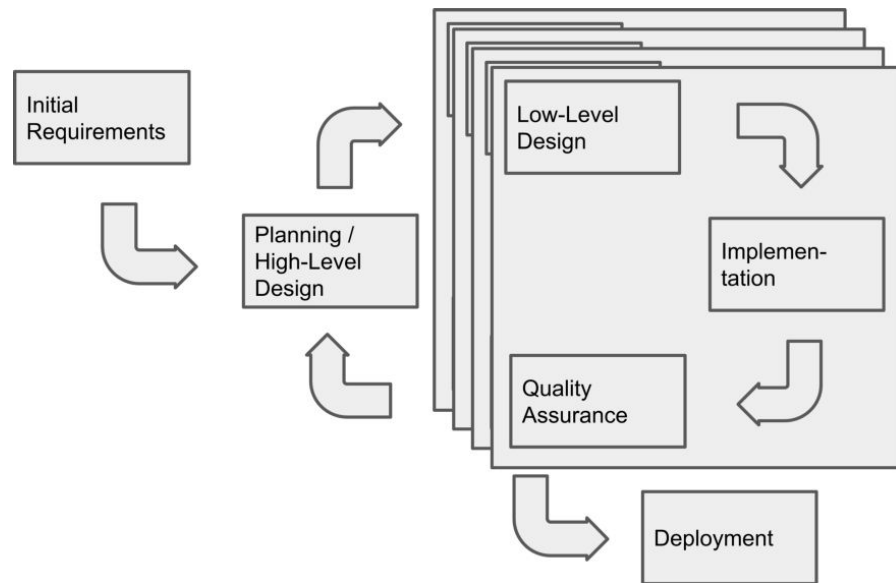 Initial
Requirements
Planning /
High-Level
Design
Low-Level
Design
Implemen-
tation
Quality
Assurance
Deployment